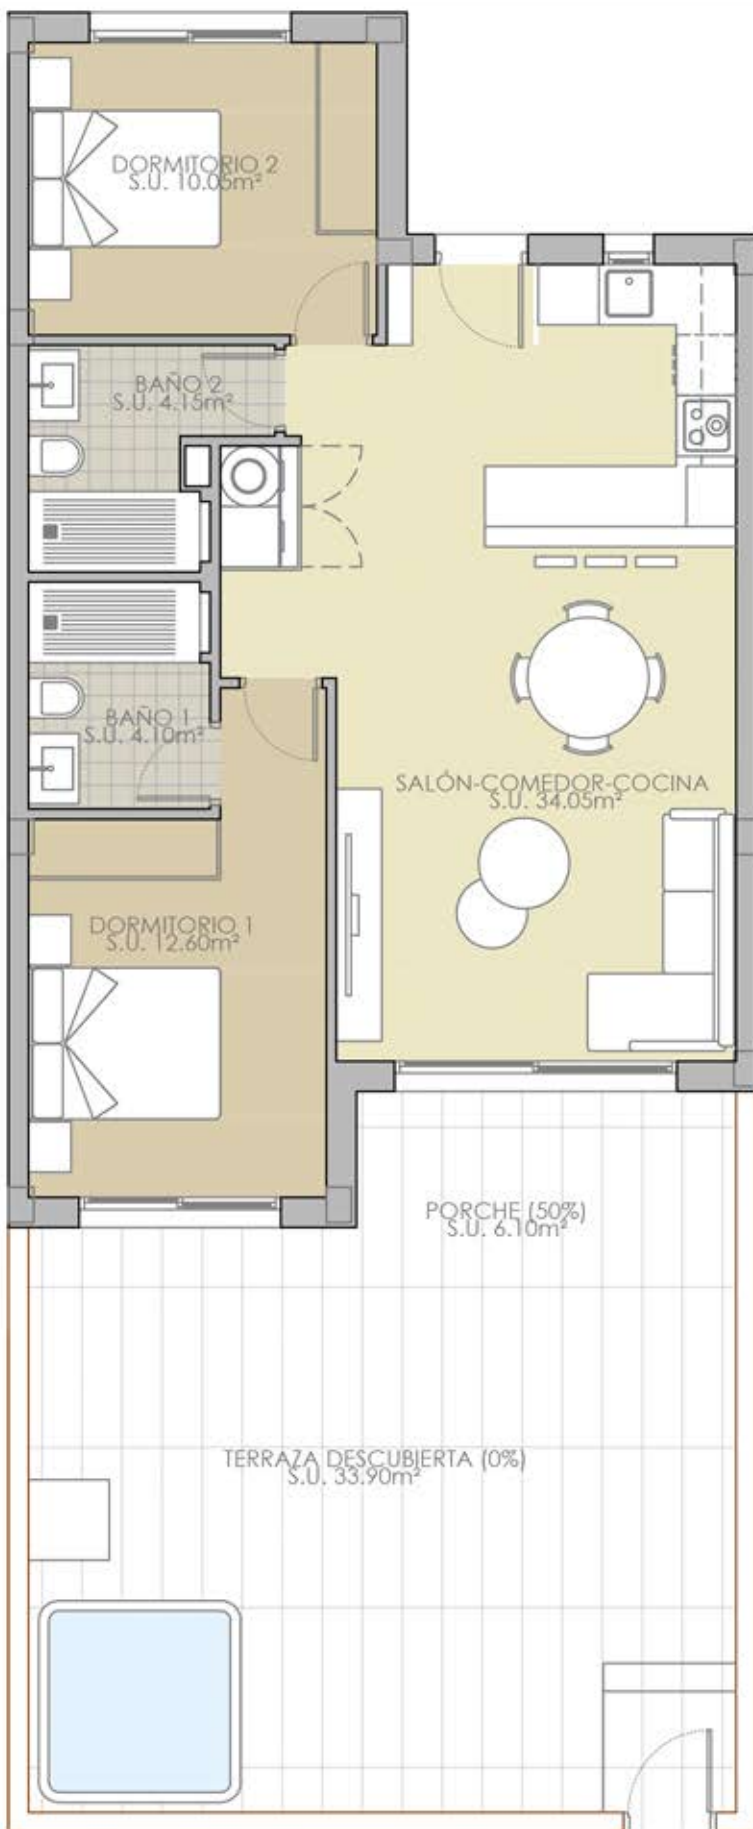 DORMITORIO 2
S.U. 10.05m²
BAÑO 2
S.U. 4.15m²
BAÑO 1
S.U. 4.10m²
SALÓN-COMEDOR-COCINA
S.U. 34.05m²
DORMITORIO 1
S.U. 12.60m²
PORCHE (50%)
S.U. 6.10m²
TERRAZA DESCUBIERTA (0%)
S.U. 33.90m²